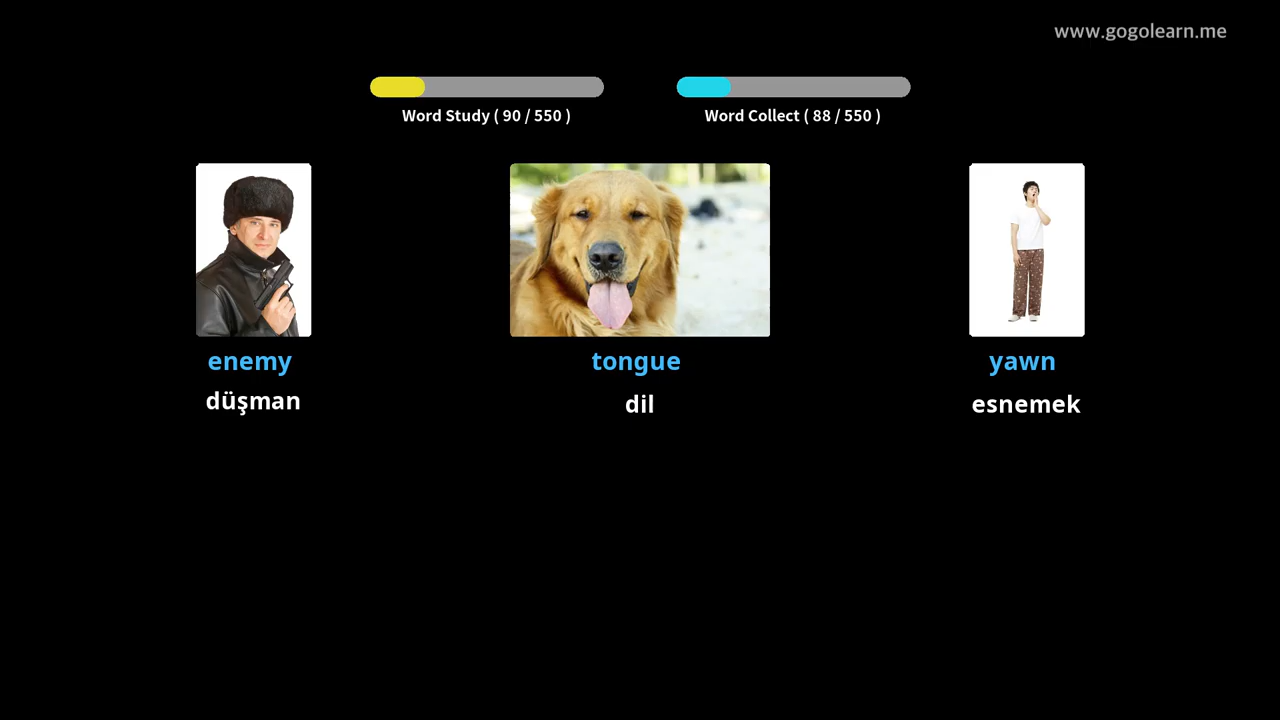 www.gogolearn.me
Word Study ( 90 / 550 )
Word Collect ( 88 / 550 )
enemy
düşman
tongue
dil
yawn
esnemek